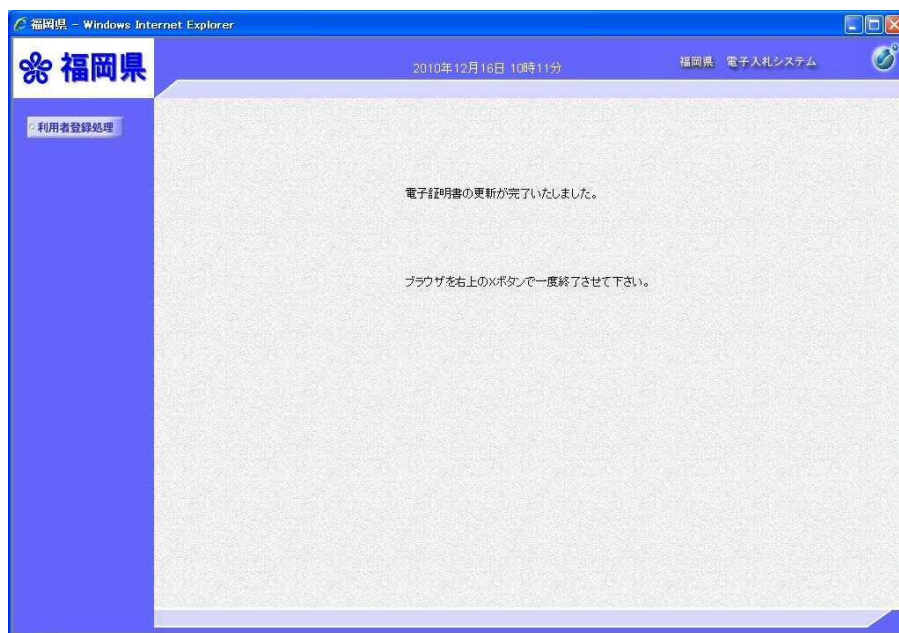 福岡県 - Windows Internet Explorer
福岡県
2010年12月16日 10時11分
福岡県 電子入札システム
利用者登録処理
電子証明書の更新が完了いたしました。
ブラウザを右上の×ボタンで一度終了させて下さい。